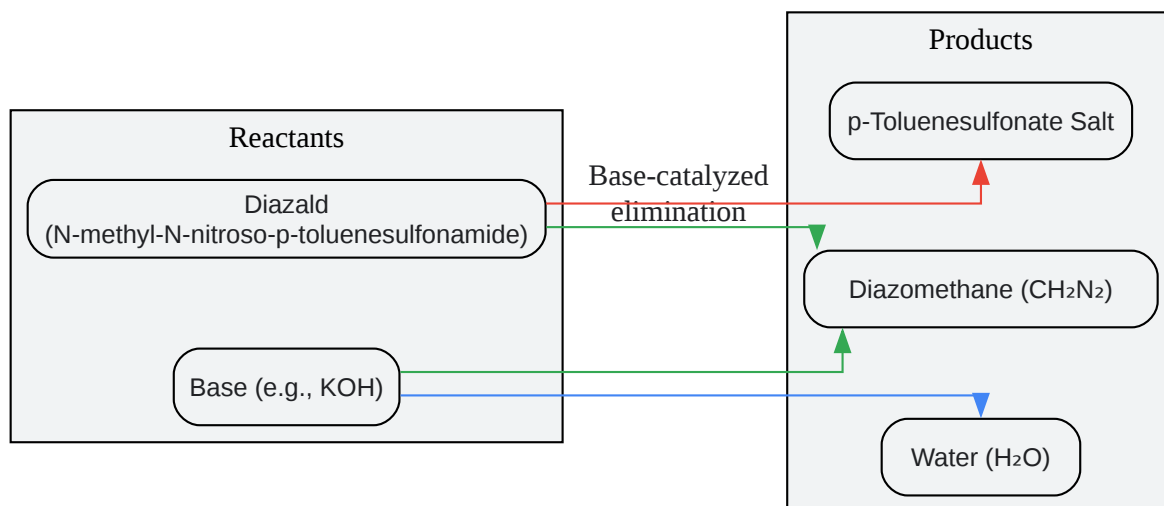 Reactants
Diazald
(N-methyl-N-nitroso-p-toluenesulfonamide)
Base (e.g., KOH)
Base-catalyzed
elimination
Products
p-Toluenesulfonate Salt
Diazomethane (CH₂N₂)
Water (H₂O)